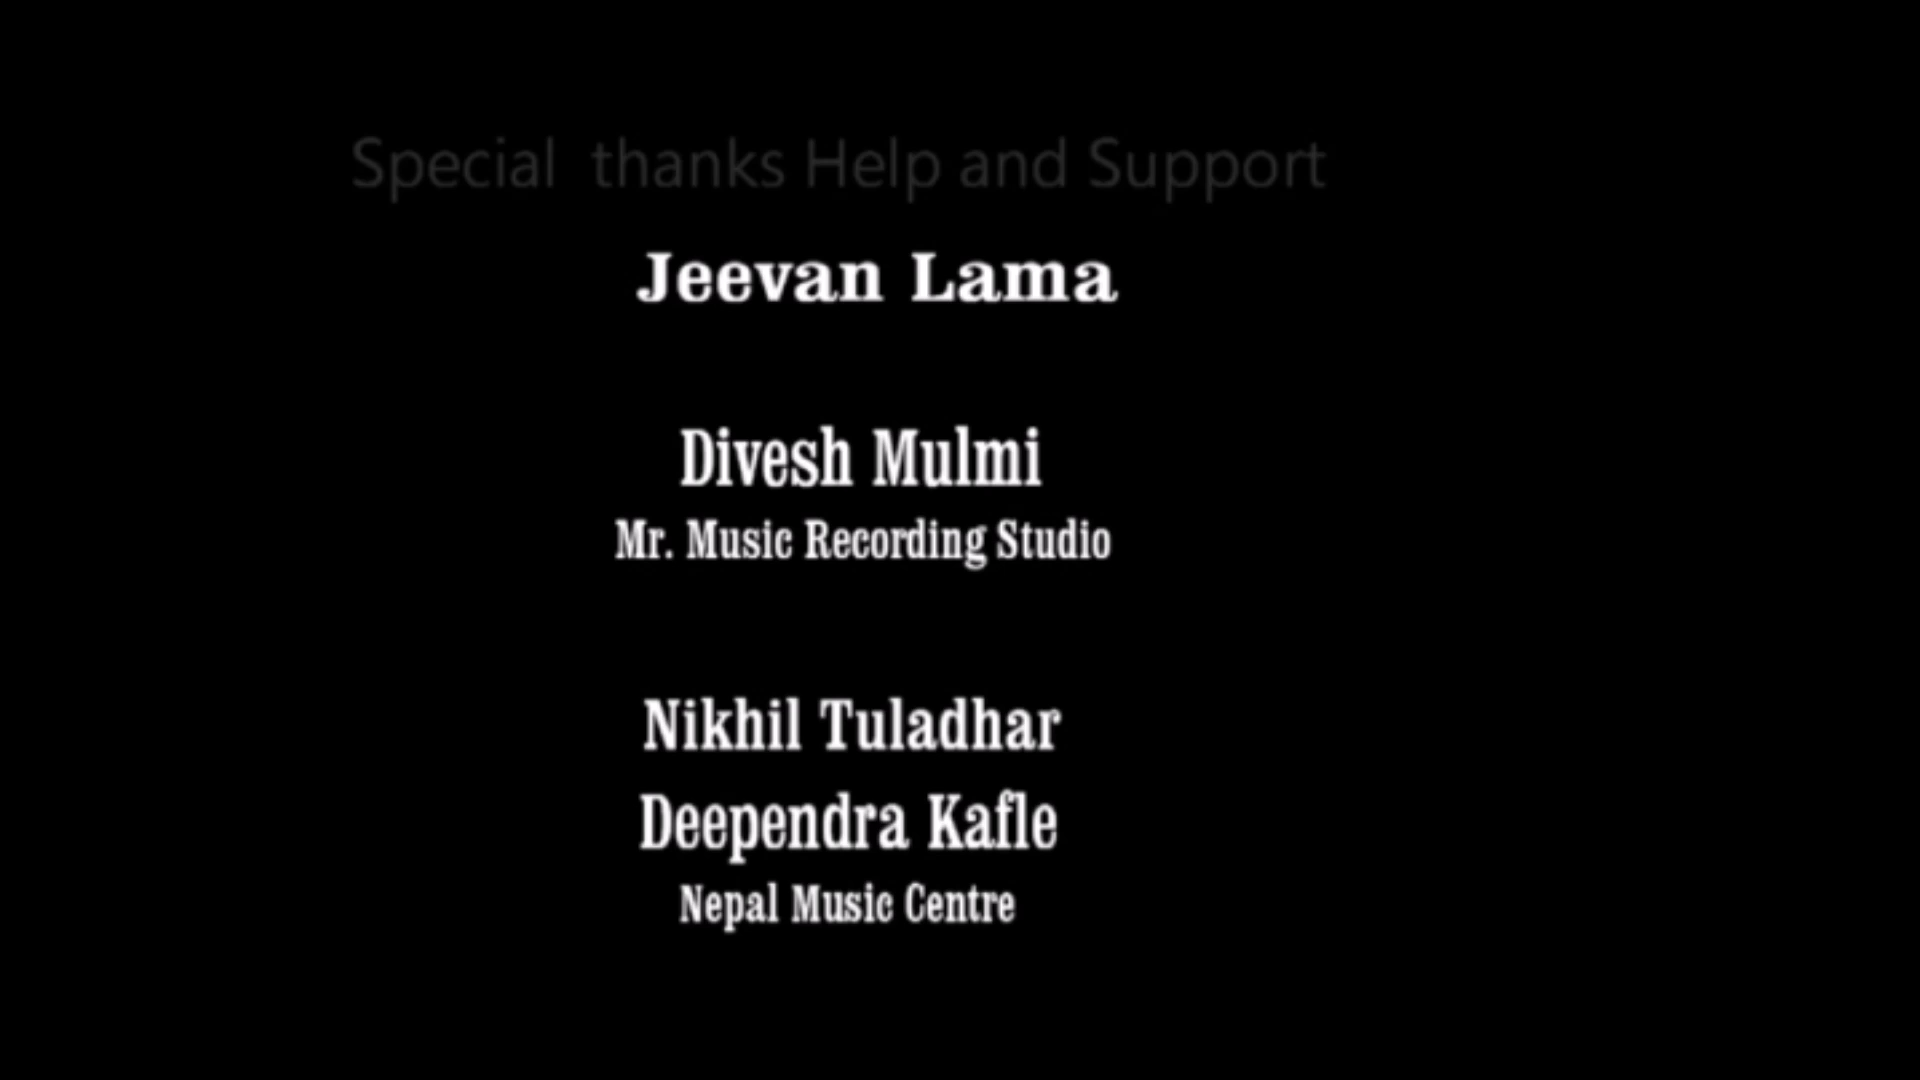 Special thanks Help and Support
Jeevan Lama
Divesh Mulmi
Mr. Music Recording Studio
Nikhil Tuladhar
Deependra Kafle
Nepal Music Centre